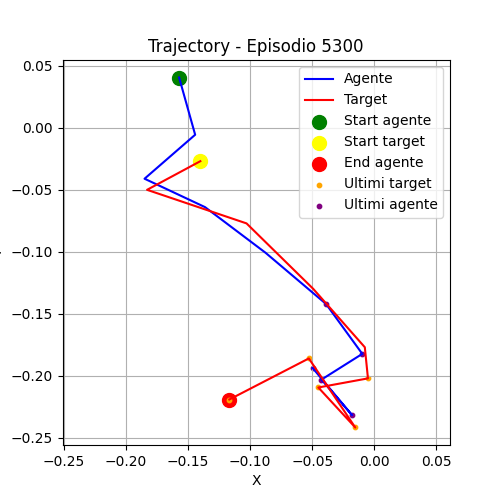 Trajectory - Episodio 5300
Agente
Target
Start agente
Start target
End agente
Ultimi target
Ultimi agente
0.05
0.00
−0.05
−0.10
−0.15
−0.20
−0.25
−0.25
−0.20
−0.15
−0.10
−0.05
0.00
0.05
X